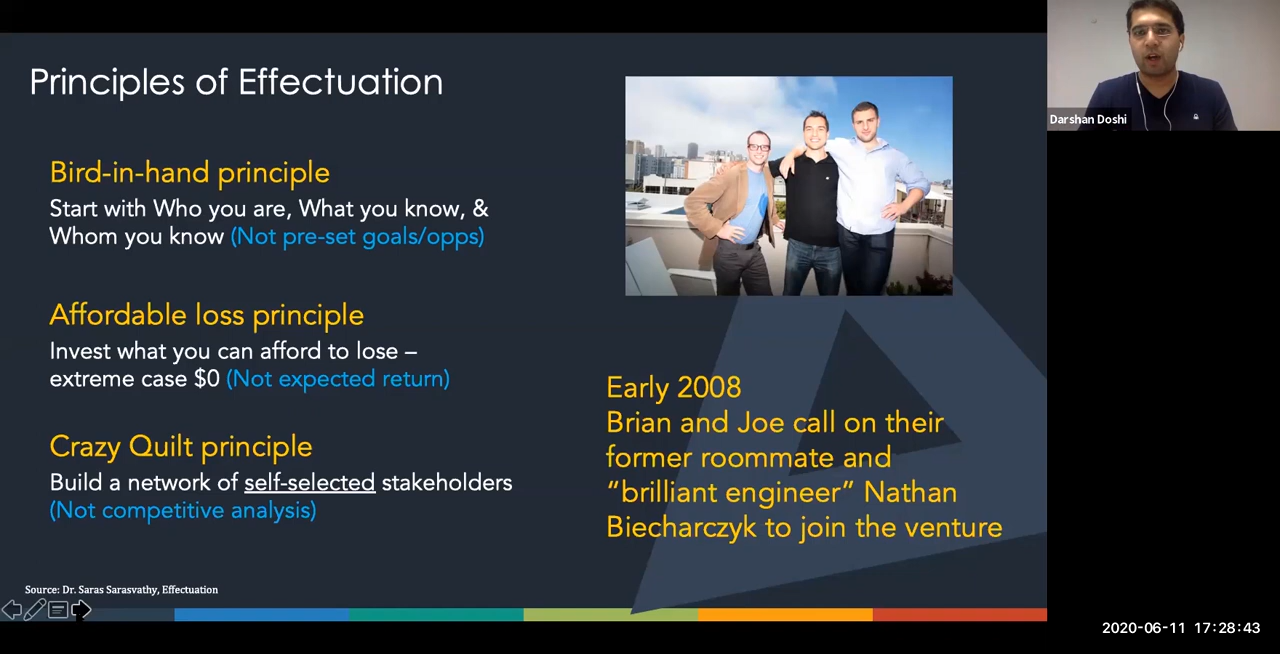 Principles of Effectuation
Bird-in-hand principle
Start with Who you are, What you know, &
Whom you know (Not pre-set goals/opps)
Affordable loss principle
Invest what you can afford to lose –
extreme case $0 (Not expected return)
Crazy Quilt principle
Build a network of self-selected stakeholders
(Not competitive analysis)
Early 2008
Brian and Joe call on their
former roommate and
“brilliant engineer” Nathan
Biecharczyk to join the venture
Source: Dr. Saras Sarasvathy, Effectuation
Darshan Doshi
2020-06-11 17:28:43